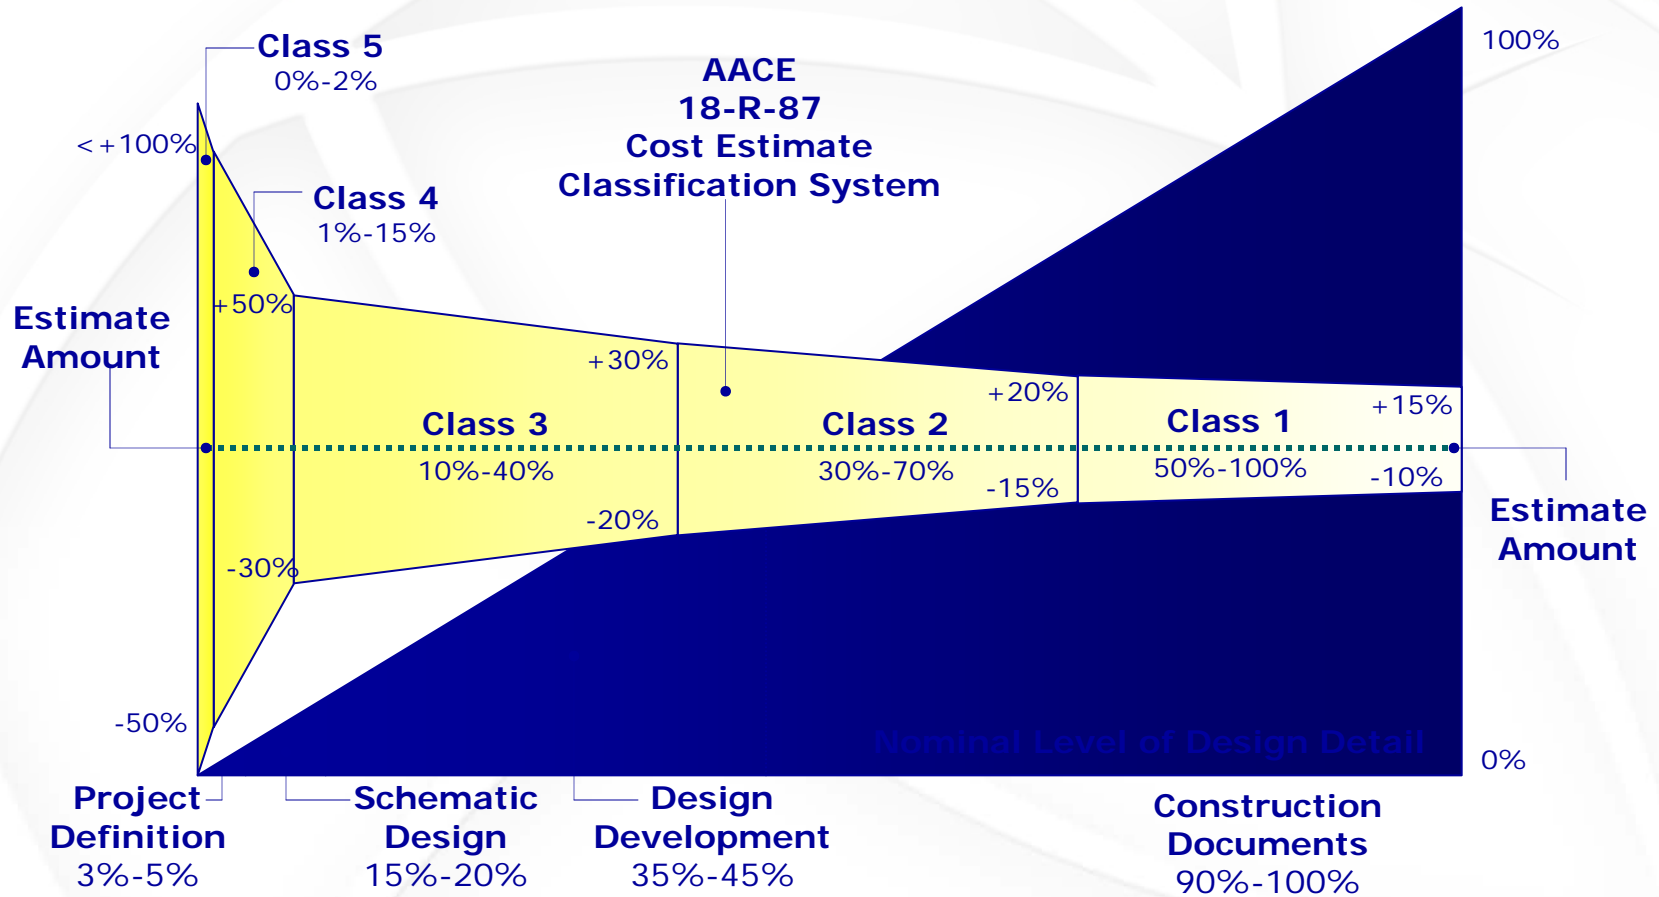 Class 5
0%-2%
100%
AACE
18-R-87
Cost Estimate
Classification System
<+100%
Class 4
1%-15%
+50%
Estimate
Amount
+30%
+20%
+15%
Class 3
Class 2
Class 1
10%-40%
30%-70%
50%-100%
-10%
-15%
-20%
Estimate
Amount
-30%
-50%
Nominal Level of Design Detail
0%
Project
Definition
3%-5%
Schematic
Design
15%-20%
Design
Development
35%-45%
Construction
Documents
90%-100%